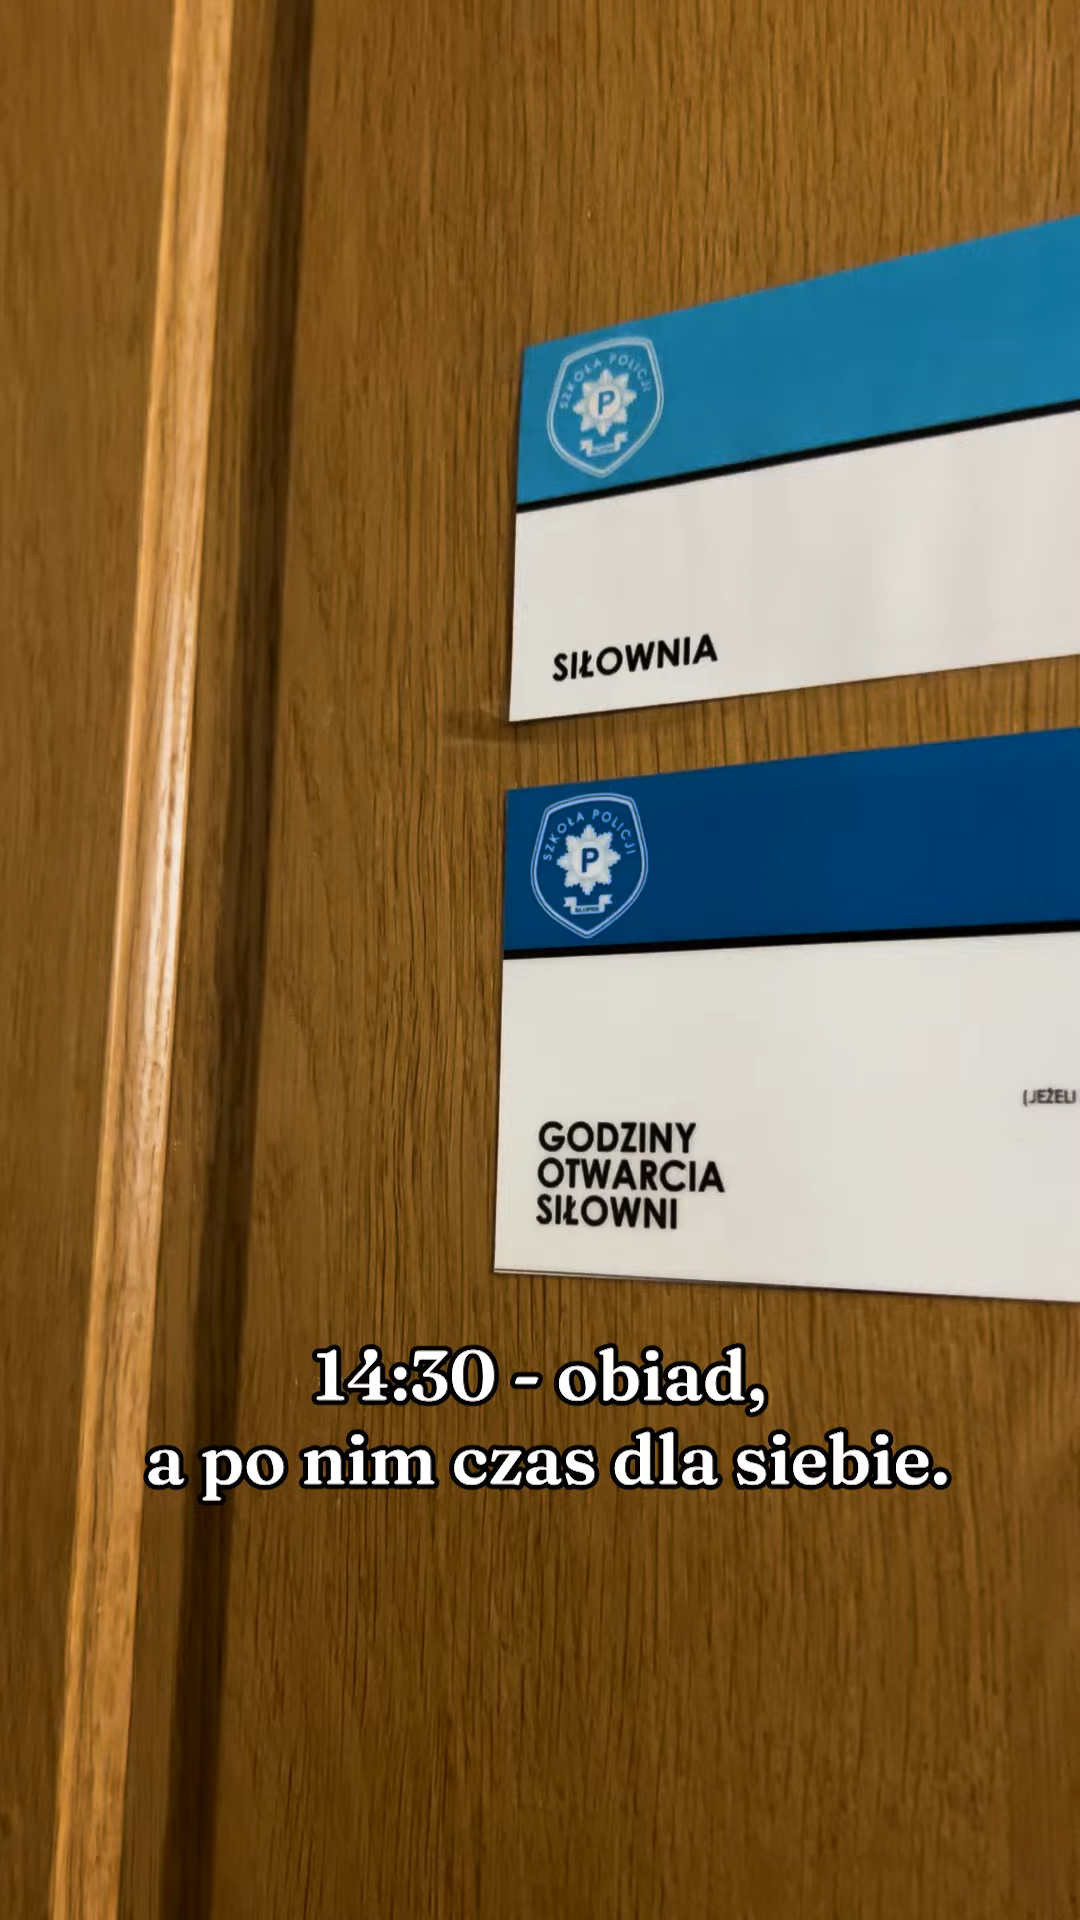 SZKOŁA POLICJI
P
SIŁOWNIA
SZKOŁA POLICJI
P
(JEŻELI
GODZINY
OTWARCIA
SIŁOWNI
14:30 - obiad,
a po nim czas dla siebie.